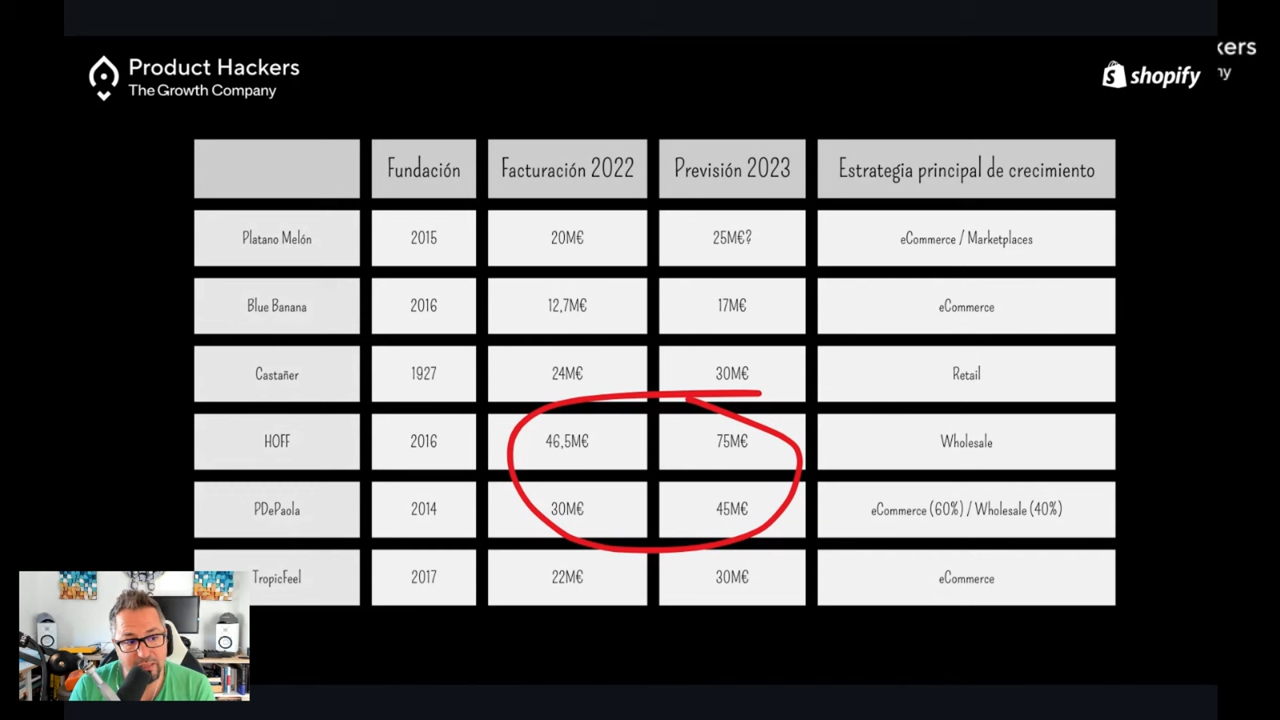 Product Hackers
The Growth Company
shopify
kers
ny
Fundación Facturación 2022 Previsión 2023 Estrategia principal de crecimiento
Platano Melón 2015 20M€ 25M€? eCommerce / Marketplaces
Blue Banana 2016 12,7M€ 17M€ eCommerce
Castañer 1927 24M€ 30M€ Retail
HOFF 2016 46,5M€ 75M€ Wholesale
PDePaola 2014 30M€ 45M€ eCommerce (60%) / Wholesale (40%)
TropicFeel 2017 22M€ 30M€ eCommerce